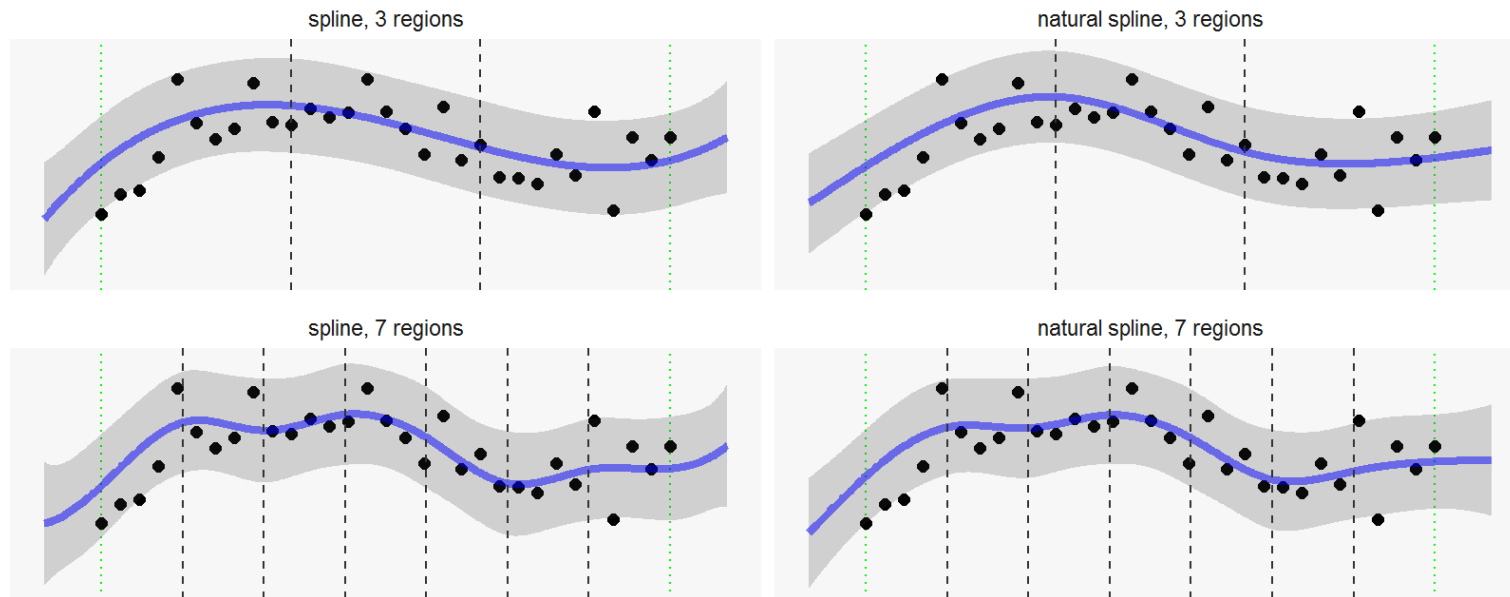 spline, 3 regions
natural spline, 3 regions
spline, 7 regions
natural spline, 7 regions